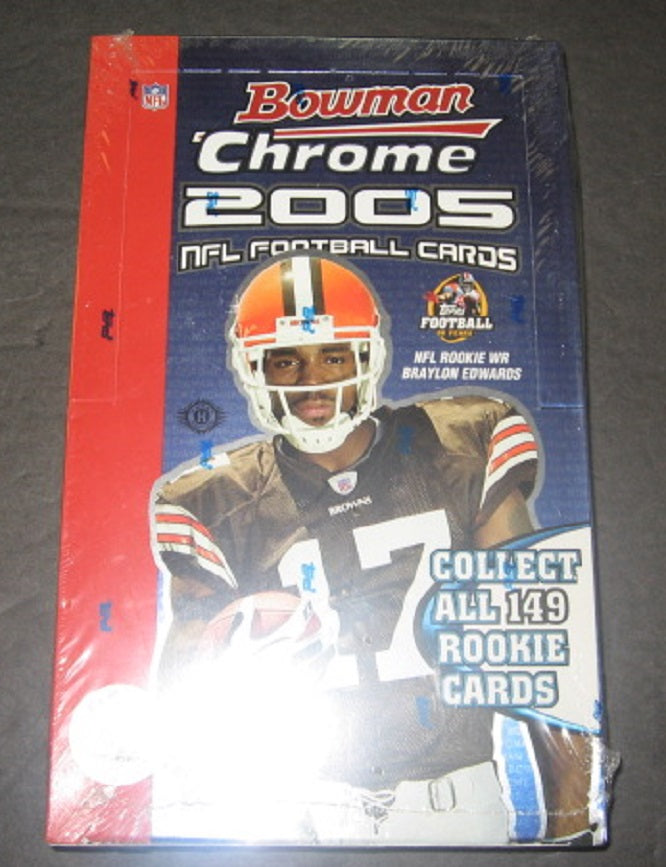 NFL
Bowman
'Chrome
2005
NFL FOOTBALL CARDS
Topps
FOOTBALL
NFL ROOKIE WR
BRAYLON EDWARDS
H
BROWNS
17
COLLECT
ALL 149
ROOKIE
CARDS